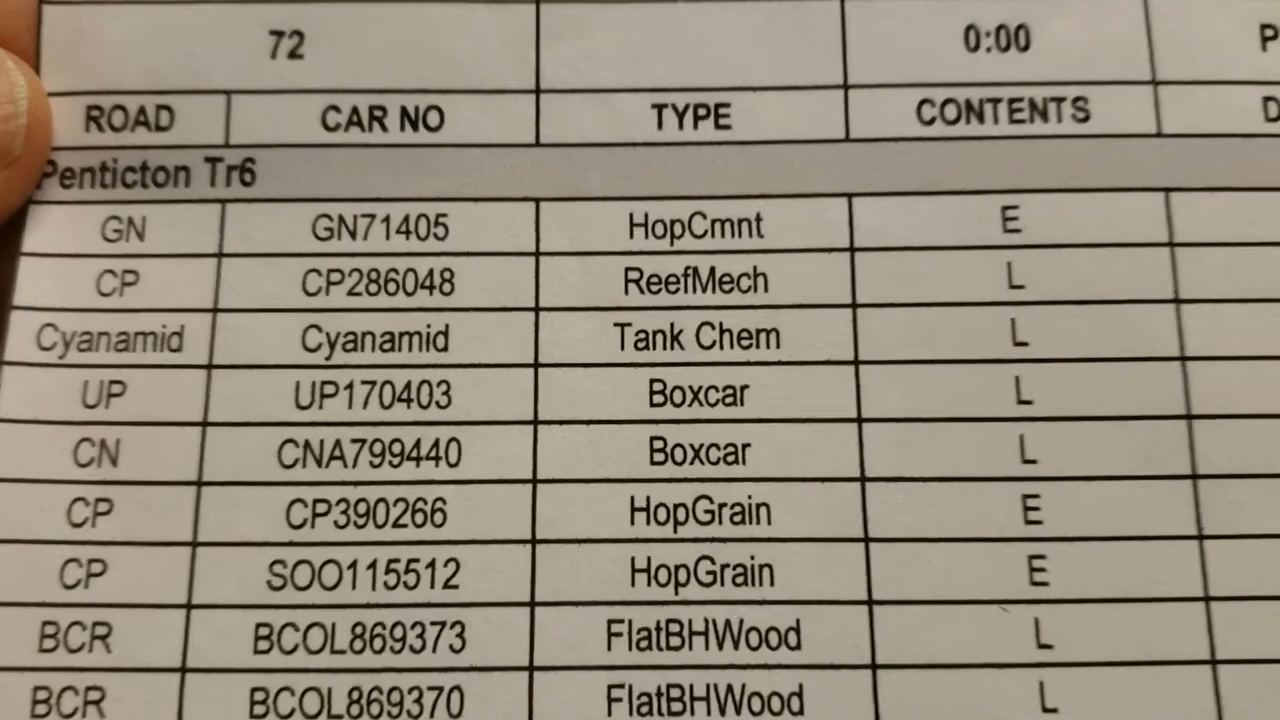 72 0:00 P
ROAD CAR NO TYPE CONTENTS D
Penticton Tr6
GN GN71405 HopCmnt E
CP CP286048 ReefMech L
Cyanamid Cyanamid Tank Chem L
UP UP170403 Boxcar L
CN CNA799440 Boxcar L
CP CP390266 HopGrain E
CP SOO115512 HopGrain E
BCR BCOL869373 FlatBHWood L
BCR BCOL869370 FlatBHWood L